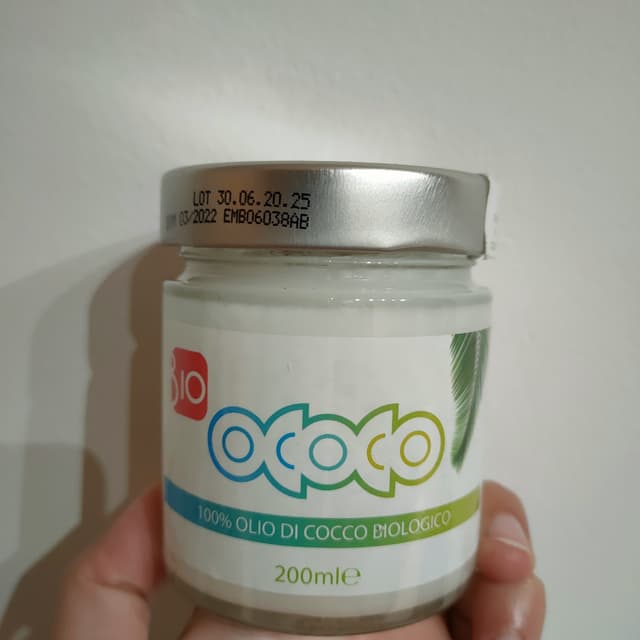 LOT 30.06.20.25
03/2022 EMB06038AB
BIO
OCOCO
100% OLIO DI COCCO BIOLOGICO
200ml℮